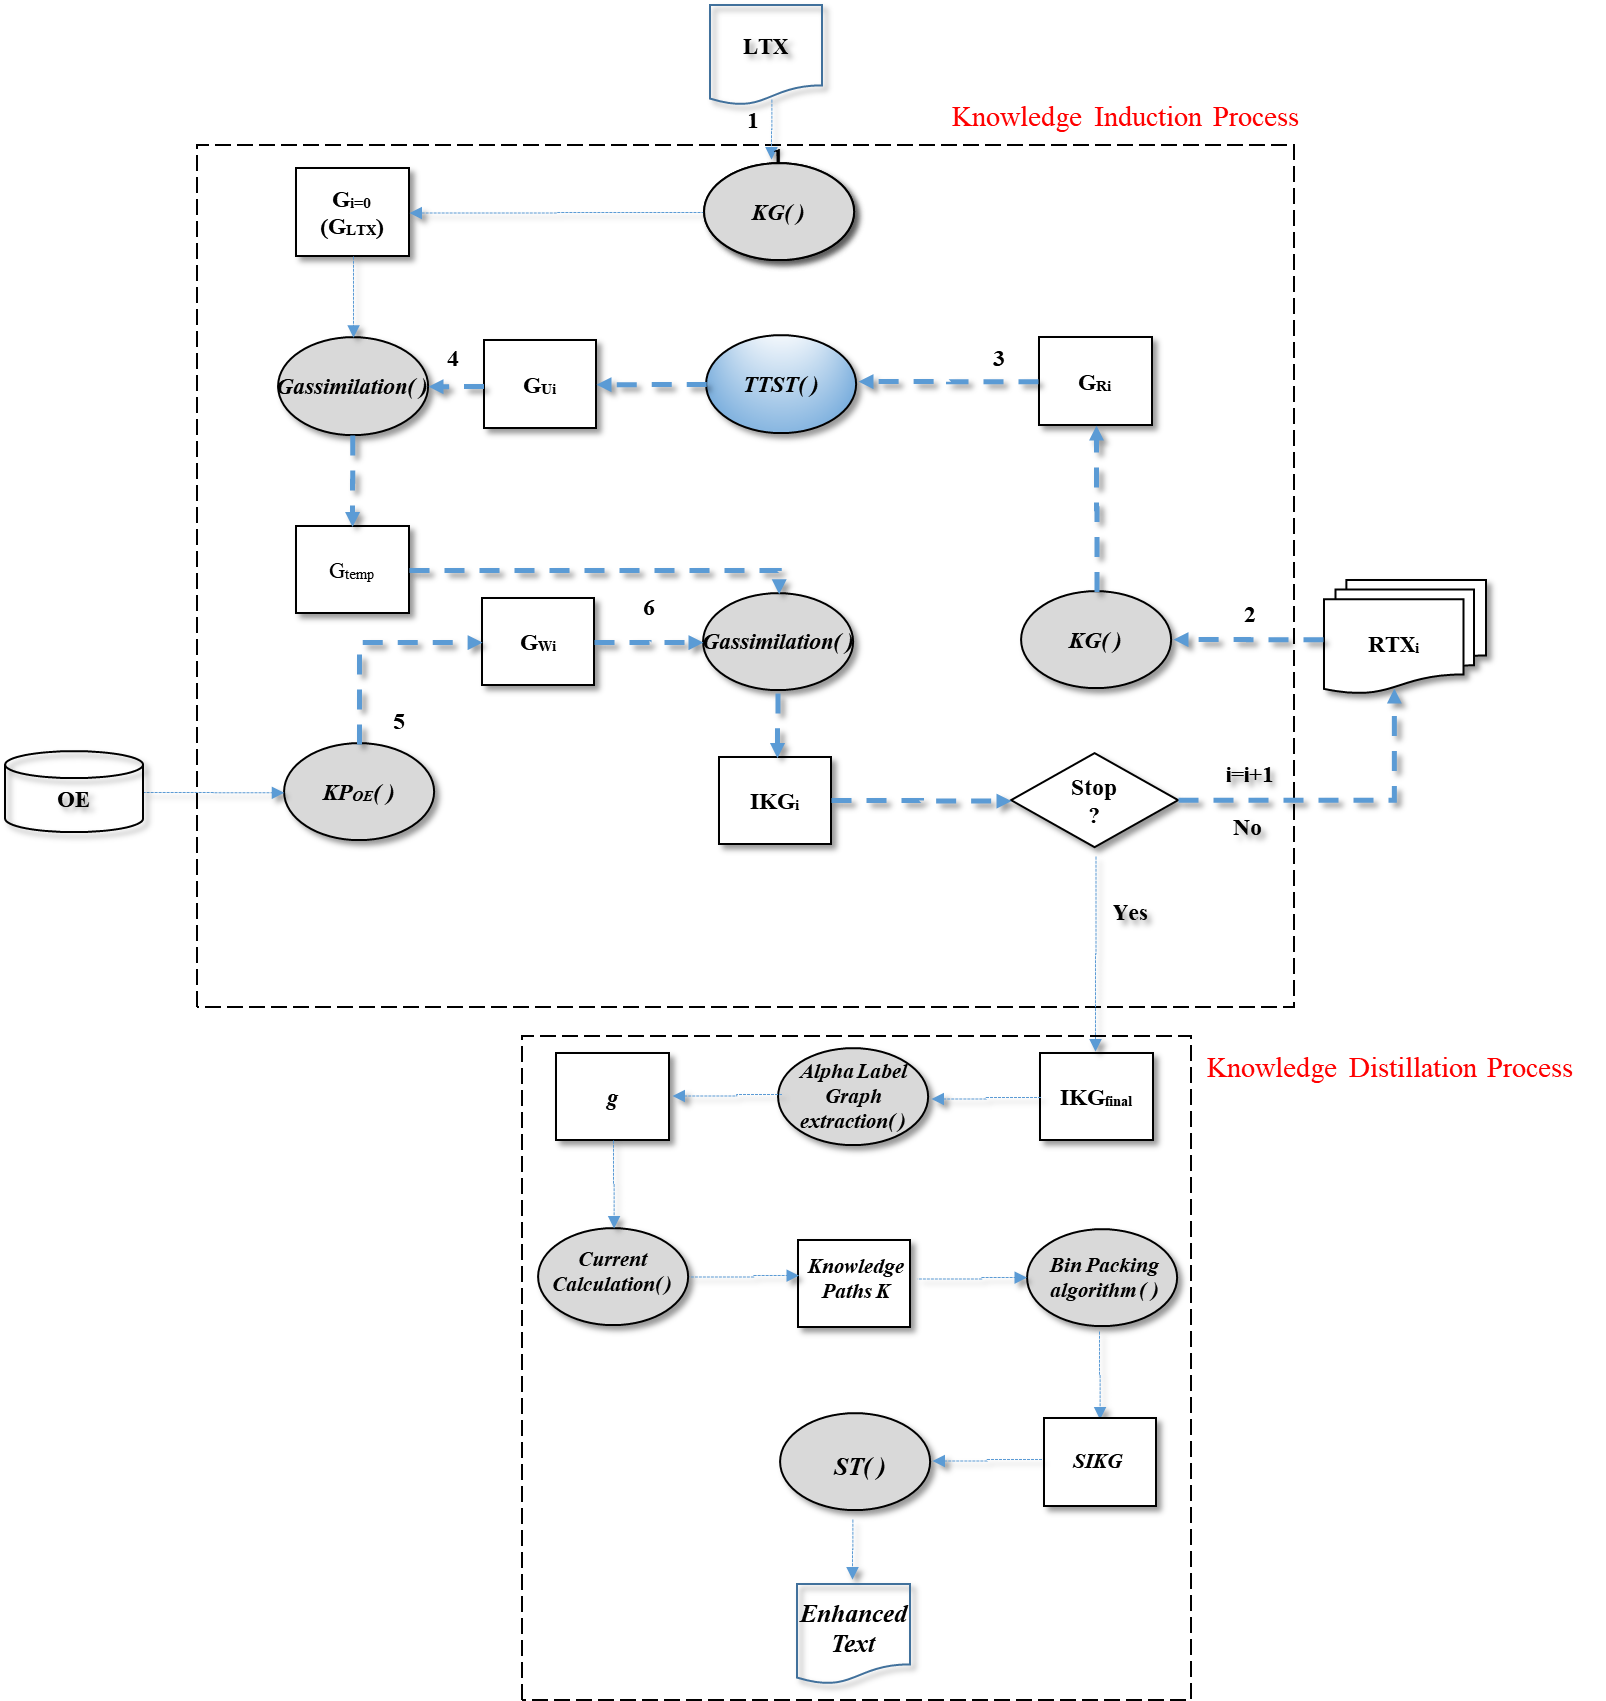 LTX
1
Knowledge Induction Process
1
KG( )
Gi=0
(GLTX)
Gassimilation( )
4
GUi
TTST( )
3
GRi
Gtemp
6
GWi
Gassimilation( )
KG( )
2
RTXi
5
OE
KPOE( )
IKGi
Stop
?
i=i+1
No
Yes
Knowledge Distillation Process
g
Alpha Label
Graph
extraction( )
IKGfinal
Current
Calculation( )
Knowledge
Paths K
Bin Packing
algorithm ( )
ST( )
SIKG
Enhanced
Text